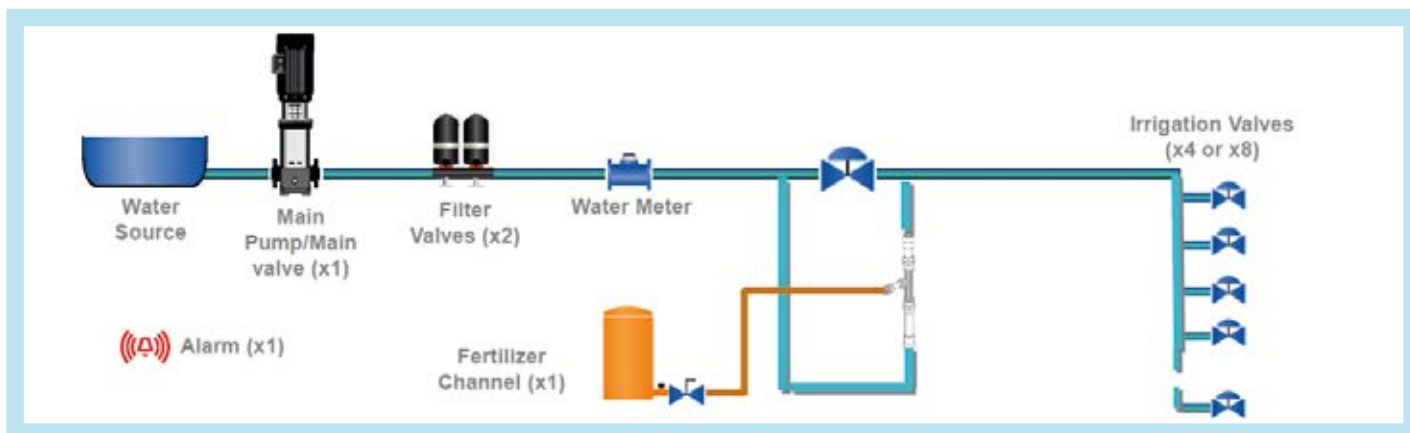 Irrigation Valves
(x4 or x8)
Water
Source
Main
Pump/Main
valve (x1)
Filter
Valves (x2)
Water Meter
Alarm (x1)
Fertilizer
Channel (x1)